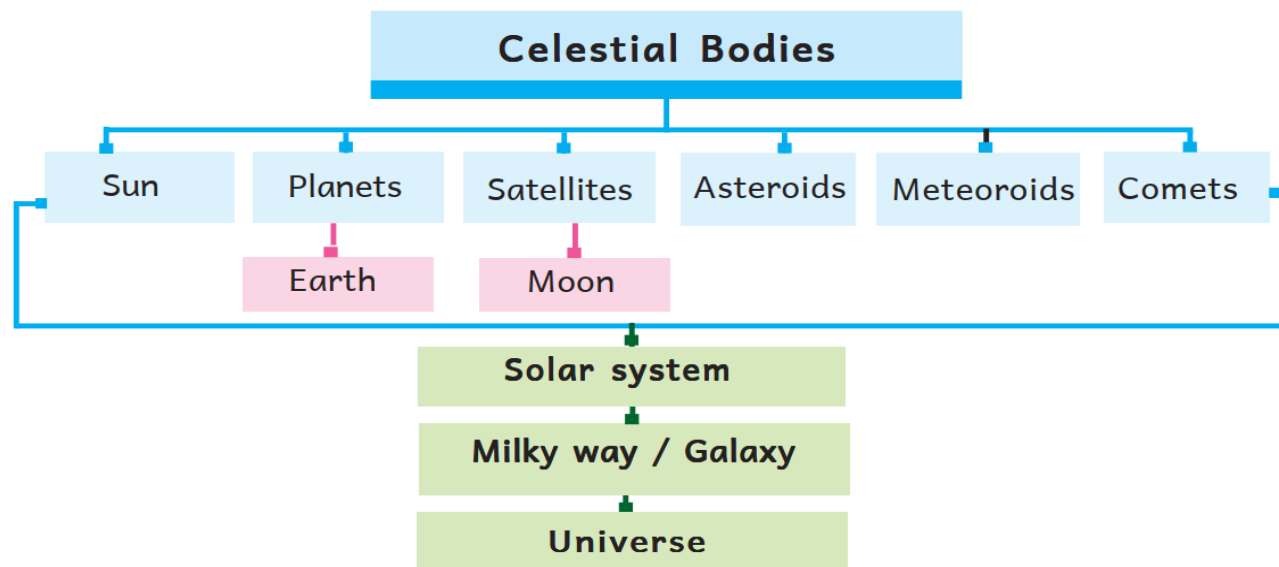 Celestial Bodies
Sun
Planets
Satellites
Asteroids
Meteoroids
Comets
Earth
Moon
Solar system
Milky way / Galaxy
Universe